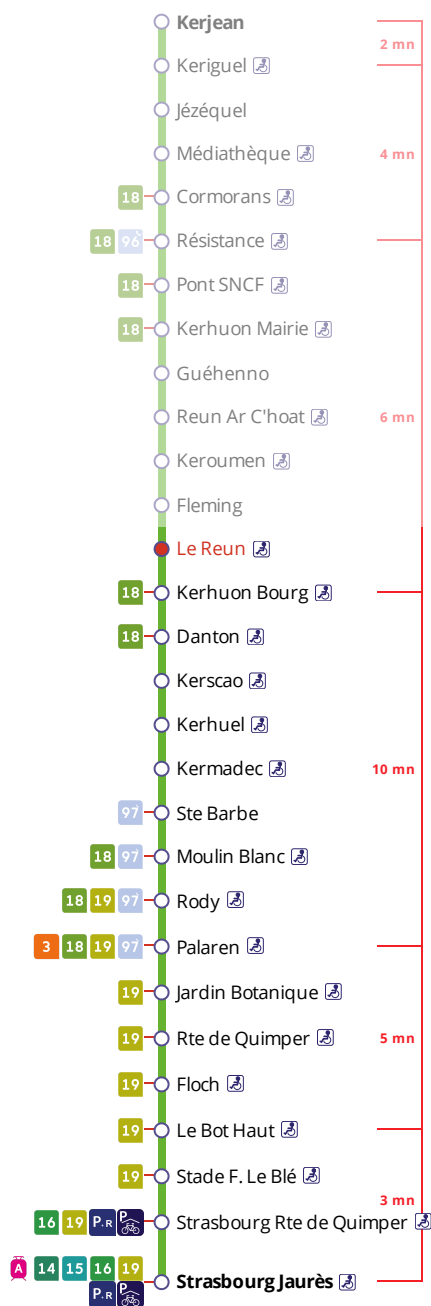 Kerjean
2 mn
Keriguel
Jézéquel
Médiathèque
4 mn
18 Cormorans
18 96 Résistance
18 Pont SNCF
18 Kerhuon Mairie
Guéhenno
Reun Ar C'hoat
6 mn
Keroumen
Fleming
Le Reun
18 Kerhuon Bourg
18 Danton
Kerscao
Kerhuel
Kermadec
10 mn
97 Ste Barbe
18 97 Moulin Blanc
18 19 97 Rody
3 18 19 97 Palaren
19 Jardin Botanique
19 Rte de Quimper
5 mn
19 Floch
19 Le Bot Haut
19 Stade F. Le Blé
3 mn
16 19 P+R P Strasbourg Rte de Quimper
A 14 15 16 19 Strasbourg Jaurès
P+R P